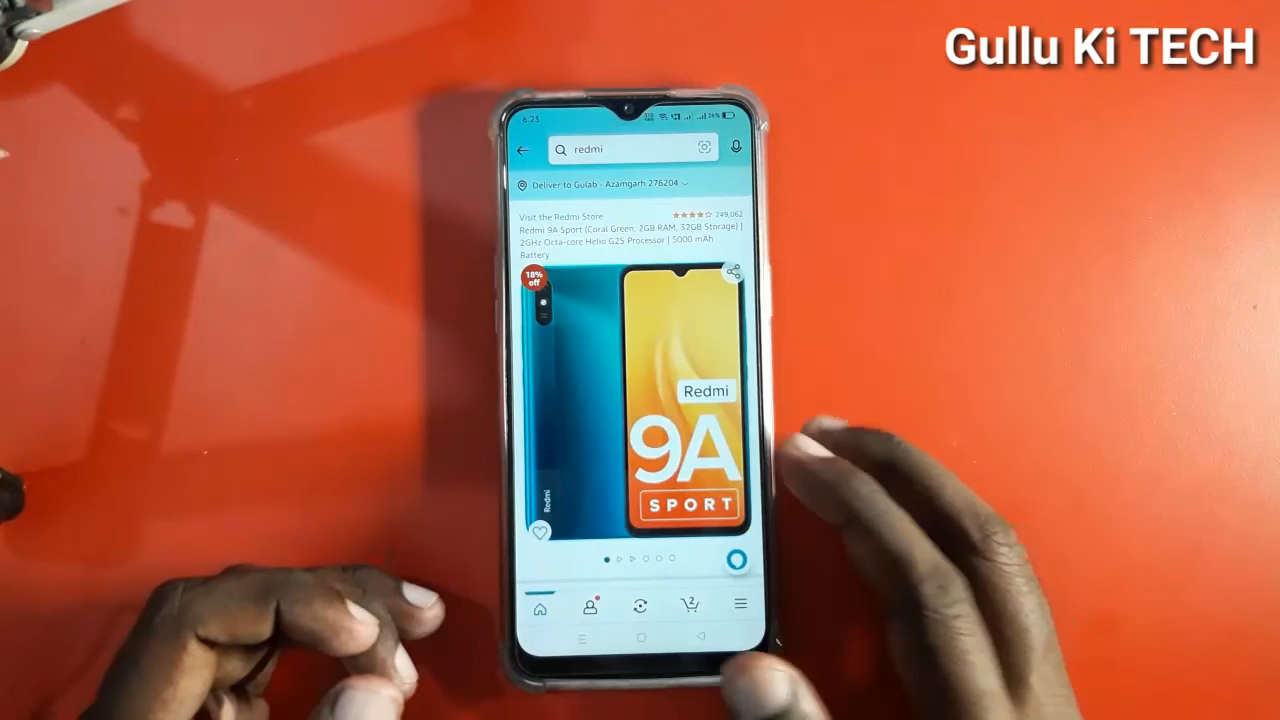 Gullu Ki TECH
6:23
24%
redmi
Deliver to Gulab - Azamgarh 276204
Visit the Redmi Store
249,062
Redmi 9A Sport (Coral Green, 2GB RAM, 32GB Storage) |
2GHz Octa-core Helio G25 Processor | 5000 mAh
Battery
18%
off
Redmi
9A
SPORT
Redmi
2